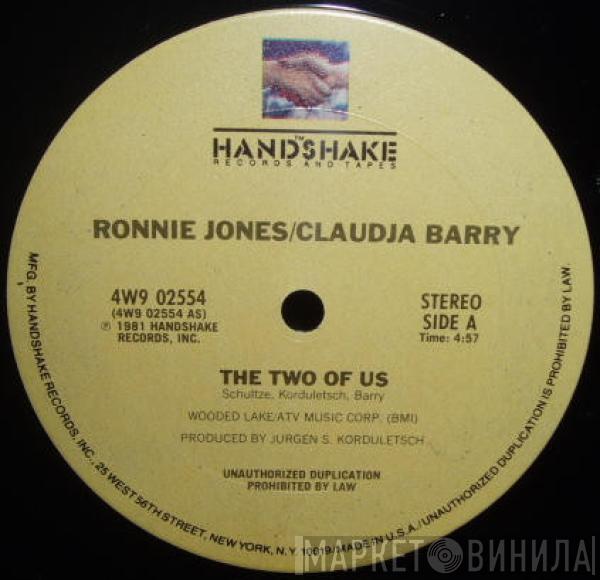 HANDSHAKE
TM
RECORDS AND TAPES
RONNIE JONES/CLAUDJA BARRY
4W9 02554
(4W9 02554 AS)
℗ 1981 HANDSHAKE
RECORDS, INC.
STEREO
SIDE A
Time: 4:57
THE TWO OF US
Schultze, Korduletsch, Barry
WOODED LAKE/ATV MUSIC CORP. (BMI)
PRODUCED BY JURGEN S. KORDULETSCH
UNAUTHORIZED DUPLICATION
PROHIBITED BY LAW
MFG. BY HANDSHAKE RECORDS, INC., 25 WEST 56TH STREET, NEW YORK, N.Y. 10019/MADE IN U.S.A./UNAUTHORIZED DUPLICATION IS PROHIBITED BY LAW.
МАРКЕТ ВИНИЛА